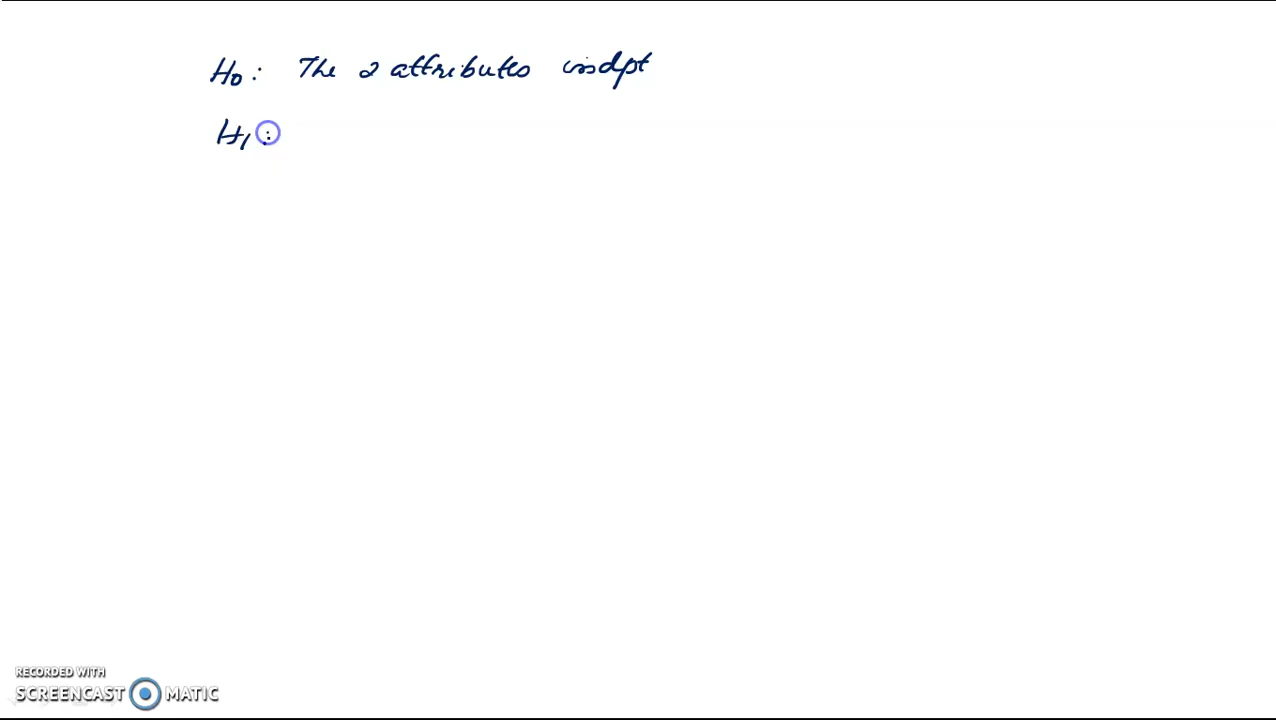 H0: The 2 attributes indpt
H1:
RECORDED WITH
SCREENCAST MATIC